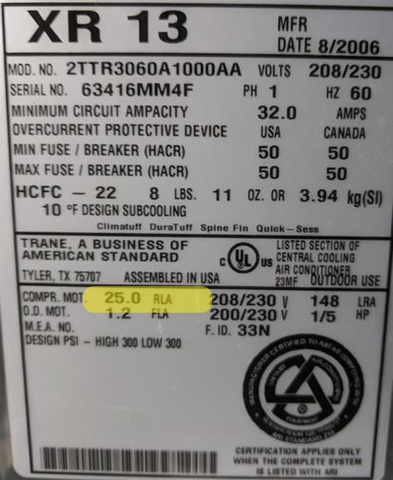 XR 13
MFR
DATE 8/2006
MOD. NO. 2TTR3060A1000AA VOLTS 208/230
SERIAL NO. 63416MM4F PH 1 HZ 60
MINIMUM CIRCUIT AMPACITY 32.0 AMPS
OVERCURRENT PROTECTIVE DEVICE USA CANADA
MIN FUSE / BREAKER (HACR) 50 50
MAX FUSE / BREAKER (HACR) 50 50
HCFC - 22 8 LBS. 11 OZ. OR 3.94 kg(SI)
10 °F DESIGN SUBCOOLING
Climatuff DuraTuff Spine Fin Quick-Sess
TRANE, A BUSINESS OF
AMERICAN STANDARD
TYLER, TX 75707 ASSEMBLED IN USA
C UL US
LISTED SECTION OF
CENTRAL COOLING
AIR CONDITIONER
23MF OUTDOOR USE
COMPR. MOT. 25.0 RLA 208/230 V 148 LRA
O.D. MOT. 1.2 FLA 200/230 V 1/5 HP
M.E.A. NO. F. ID. 33N
DESIGN PSI - HIGH 300 LOW 300
CERTIFICATION APPLIES ONLY
WHEN THE COMPLETE SYSTEM
IS LISTED WITH ARI